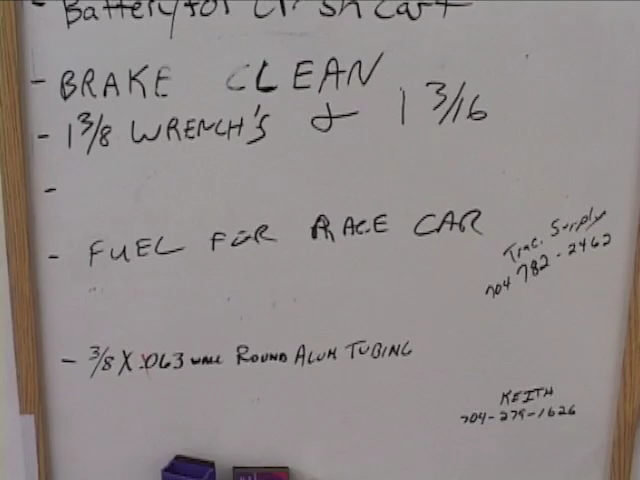 - Battery for Crash Cart
- BRAKE CLEAN
- 1 3/8 WRENCH'S & 1 3/16
-
- FUEL FOR RACE CAR
Trac. Supply
704 782-2462
- 3/8 X .063 WALL ROUND ALUM TUBING
KEITH
704-279-1626